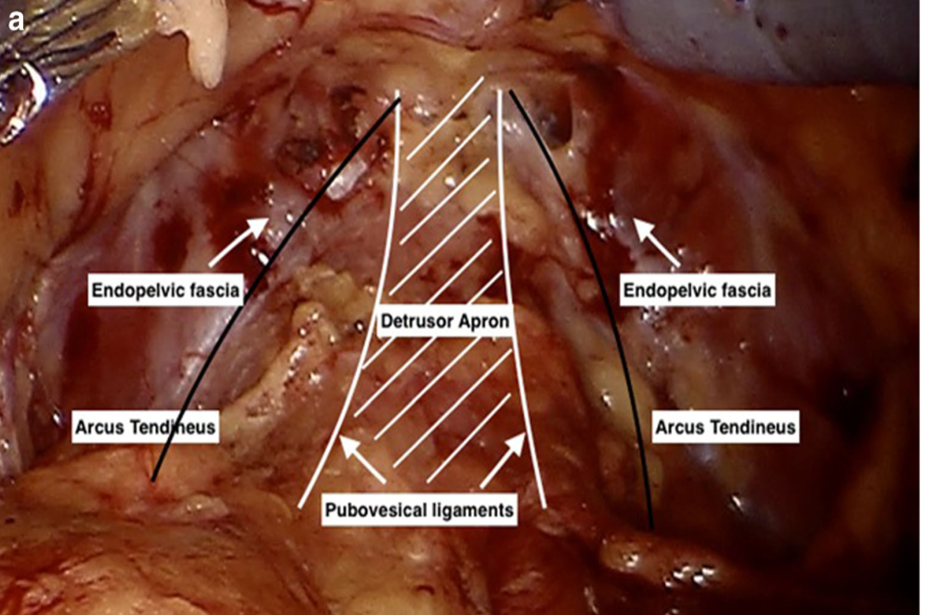 a
Endopelvic fascia
Endopelvic fascia
Detrusor Apron
Arcus Tendineus
Arcus Tendineus
Pubovesical ligaments